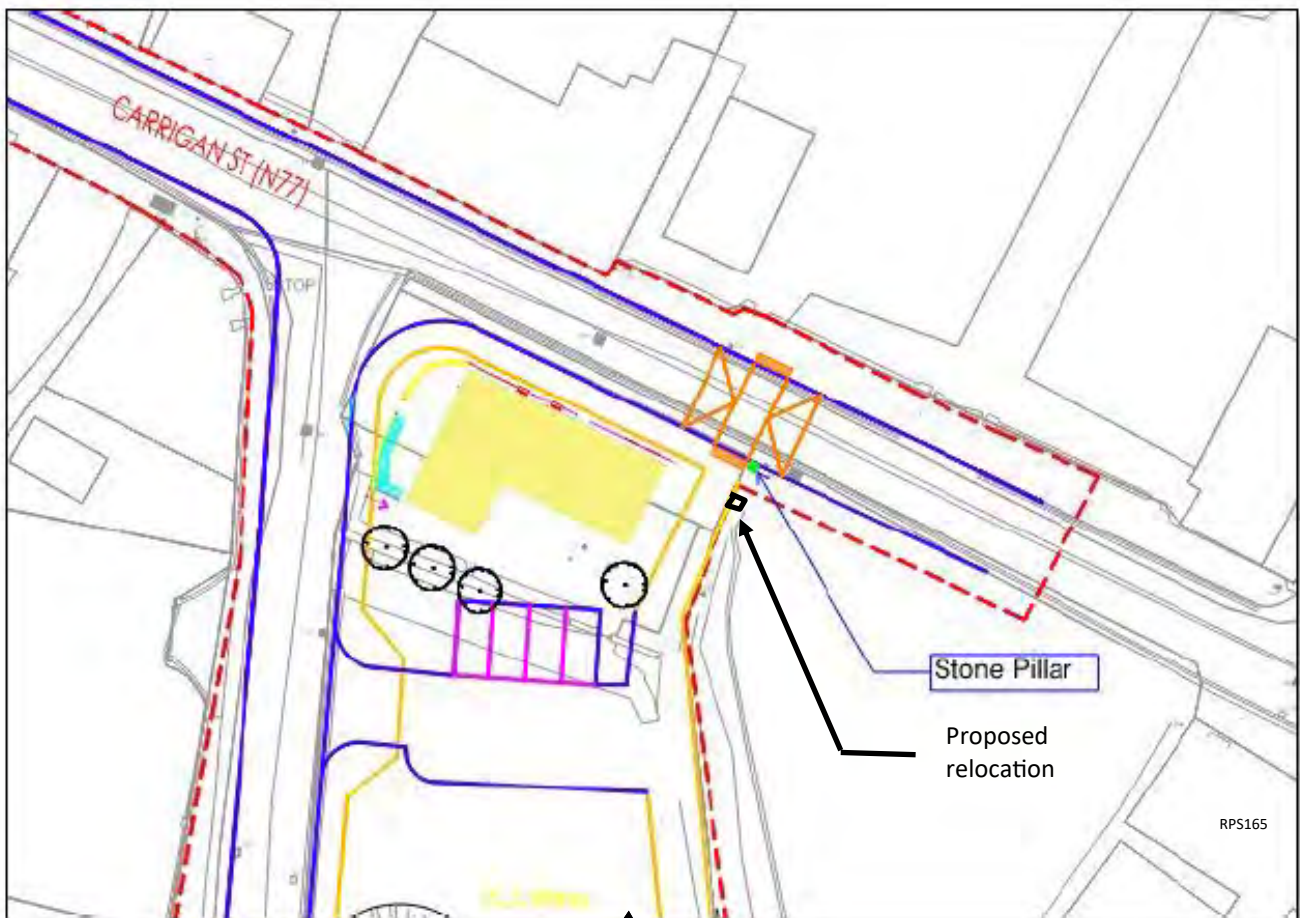 CARRIGAN ST (N77)
STOP
Stone Pillar
Proposed
relocation
RPS165